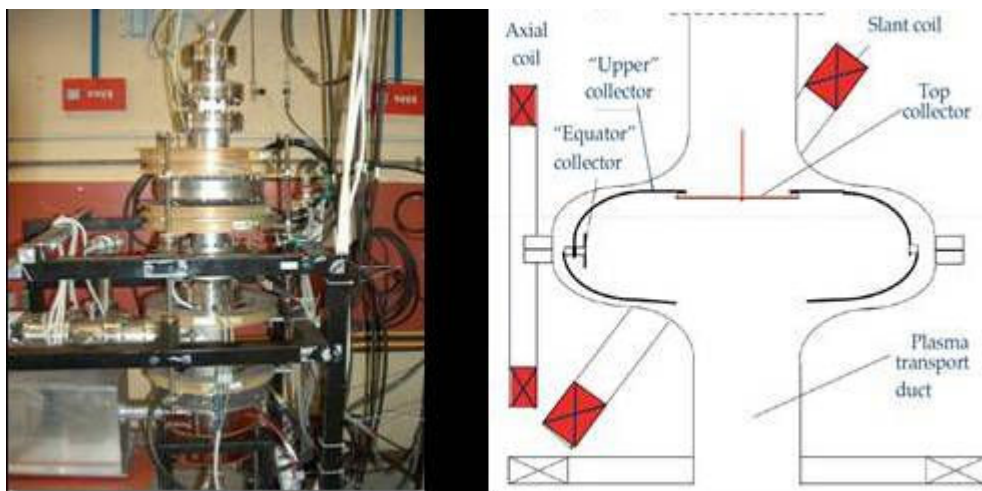 Axial
coil
"Upper"
collector
"Equator"
collector
Slant coil
Top
collector
Plasma
transport
duct